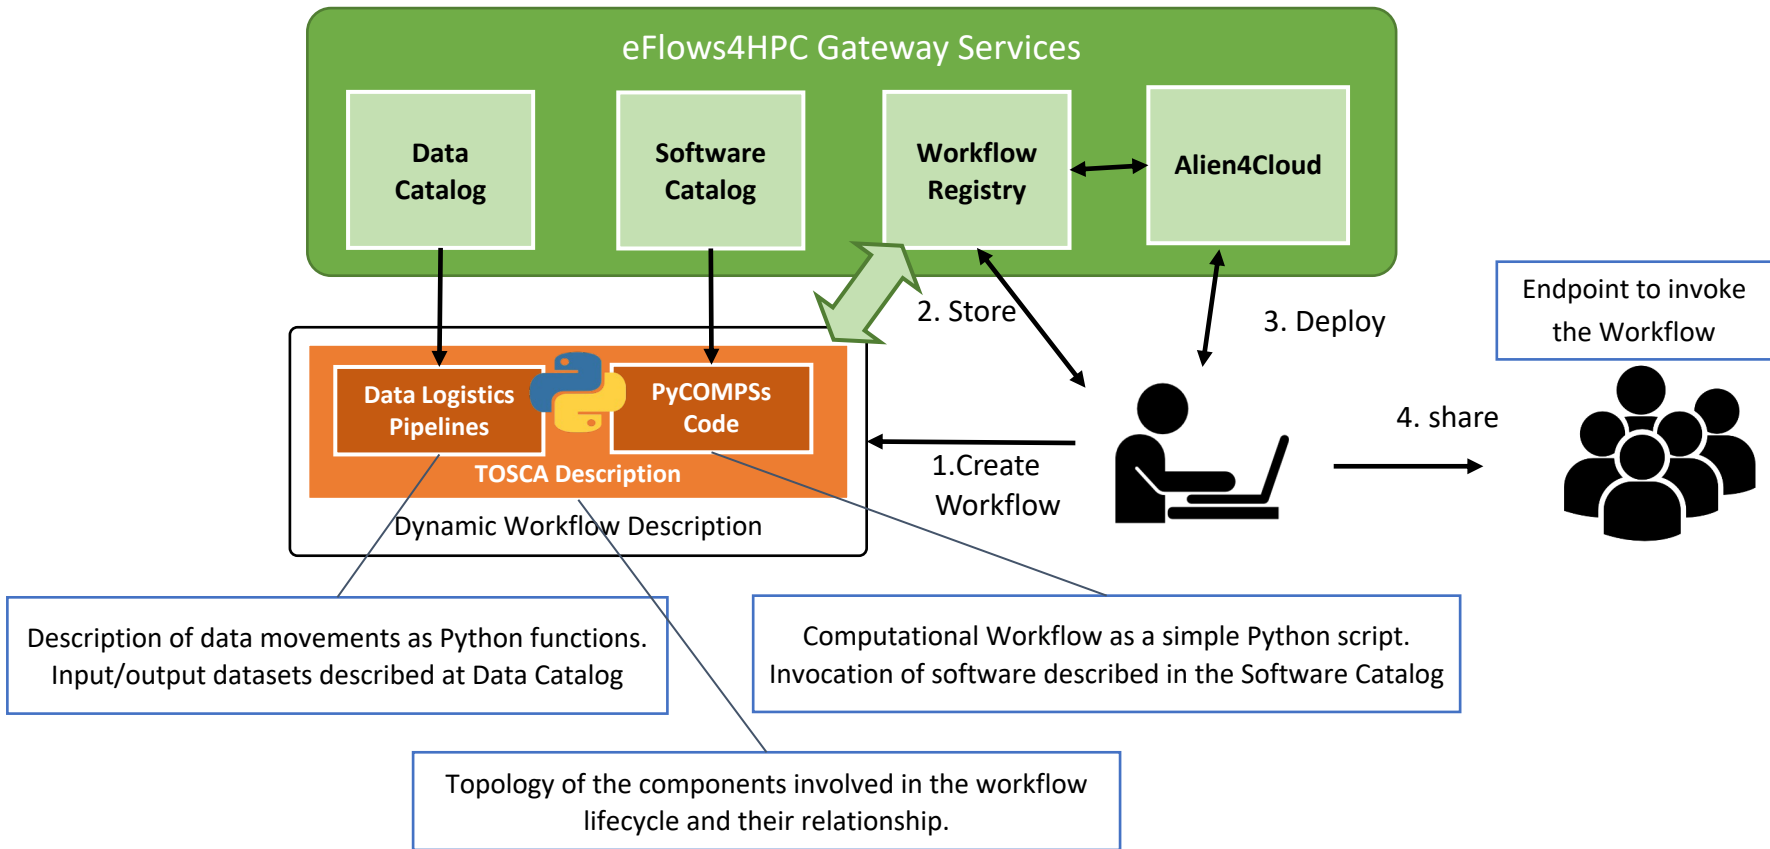 eFlows4HPC Gateway Services
Data
Catalog
Software
Catalog
Workflow
Registry
Alien4Cloud
2. Store
3. Deploy
Endpoint to invoke
the Workflow
Data Logistics
Pipelines
PyCOMPSs
Code
TOSCA Description
Dynamic Workflow Description
1.Create
Workflow
4. share
Description of data movements as Python functions.
Input/output datasets described at Data Catalog
Computational Workflow as a simple Python script.
Invocation of software described in the Software Catalog
Topology of the components involved in the workflow
lifecycle and their relationship.